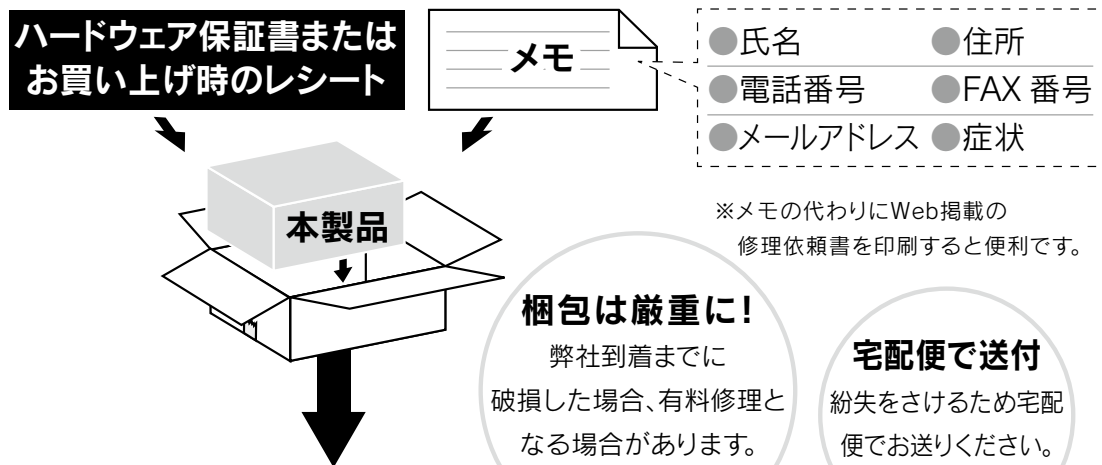 ハードウェア保証書または
お買い上げ時のレシート
メモ
●氏名 ●住所
●電話番号 ●FAX 番号
●メールアドレス ●症状
※メモの代わりにWeb掲載の
修理依頼書を印刷すると便利です。
本製品
梱包は厳重に!
弊社到着までに
破損した場合、有料修理と
なる場合があります。
宅配便で送付
紛失をさけるため宅配
便でお送りください。